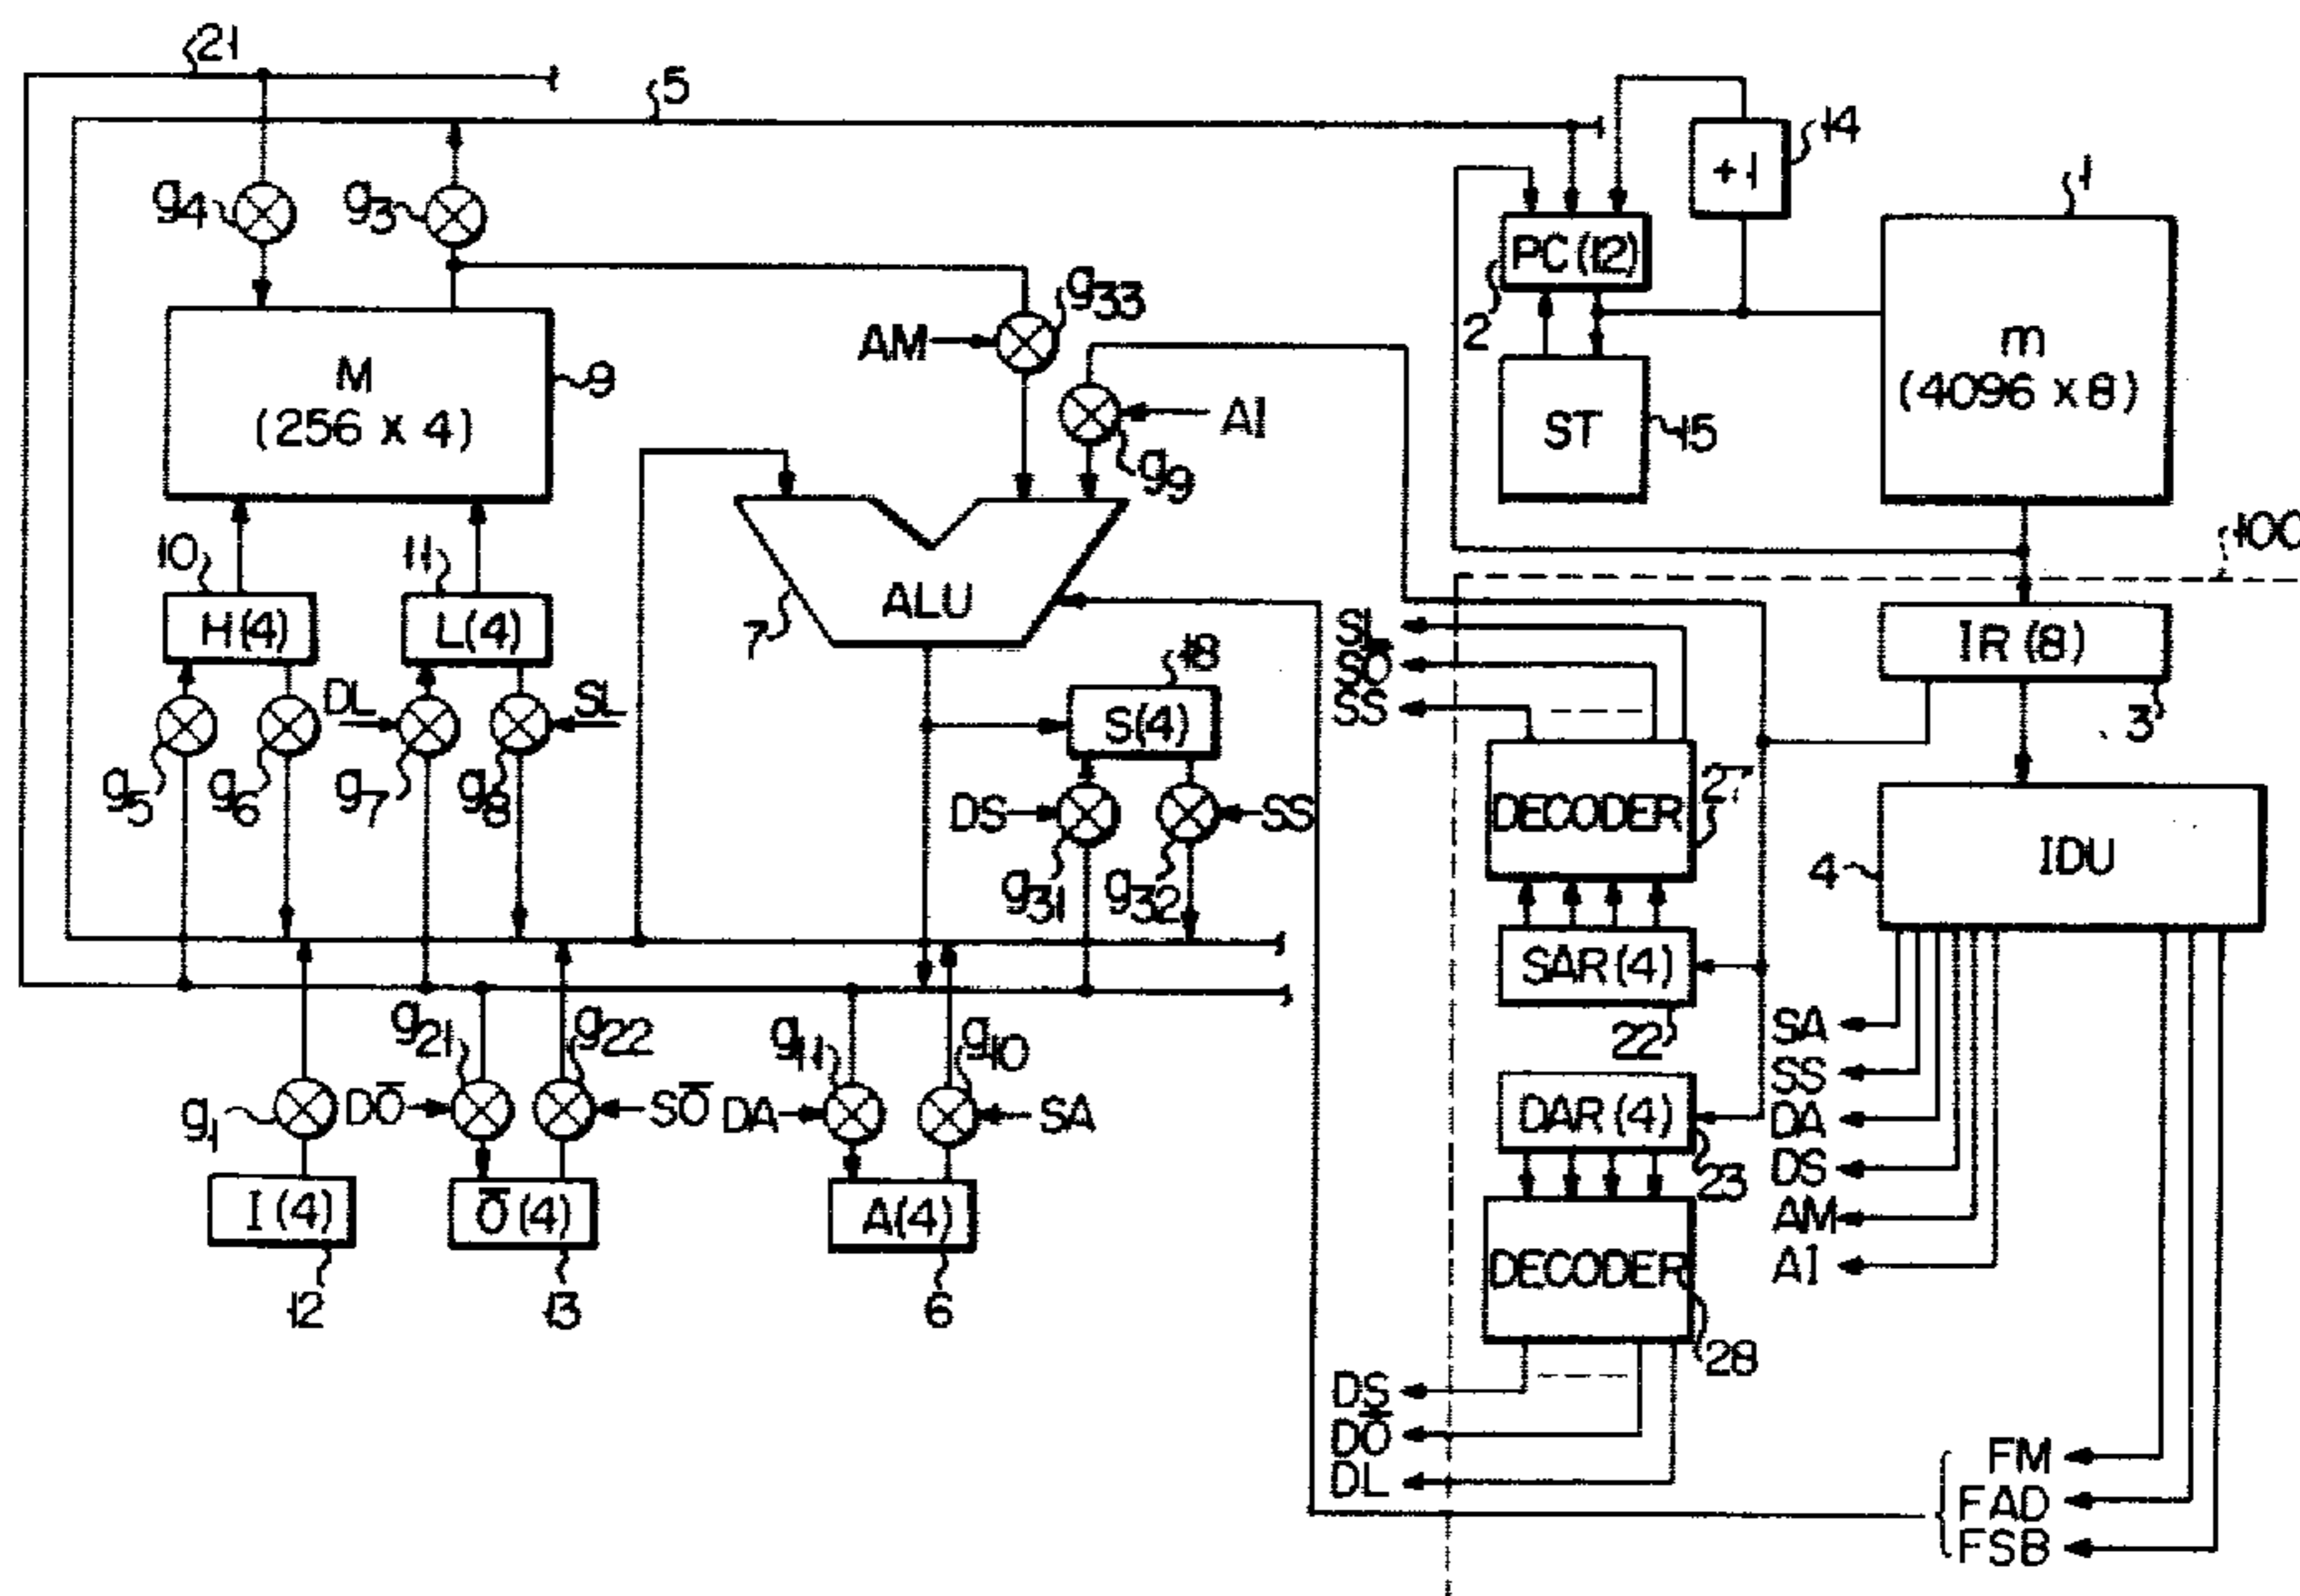 21
5
14
+1
1
g4
g3
PC(12)
g33
2
m
(4096 x 8)
AM
M
(256 x 4)
9
AI
ST
15
g9
100
10
11
ALU
H(4)
L(4)
7
SL
SO̅
SS
IR(8)
18
3
DL
SL
S(4)
g5
g6
g7
g8
27
DS
SS
DECODER
4
IDU
g31
g32
SAR(4)
g21
g22
g11
g10
22
SA
SS
g1
DO̅
SO̅
DA
SA
DAR(4)
DA
DS
23
I(4)
O̅(4)
A(4)
AM
DECODER
AI
12
13
6
28
DS
DO̅
DL
FM
FAD
FSB